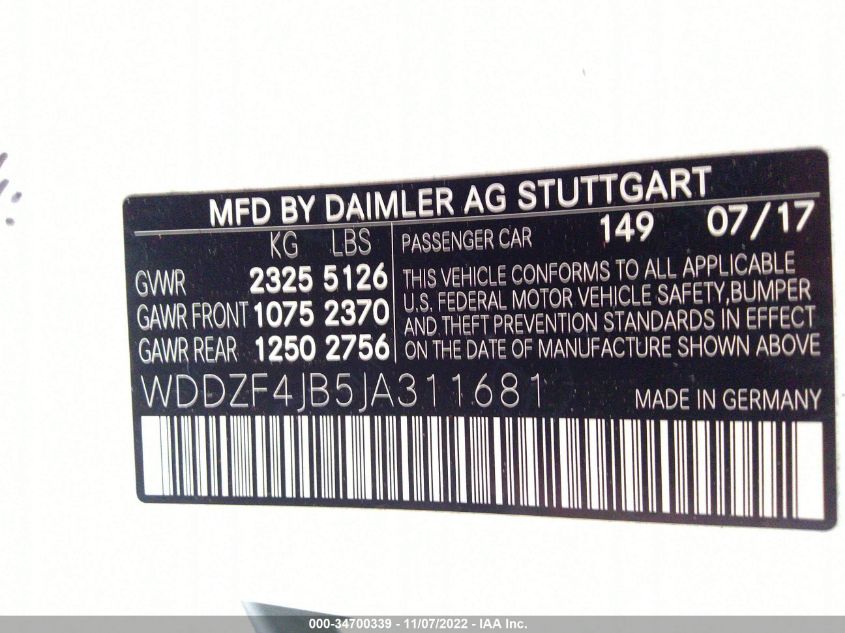 MFD BY DAIMLER AG STUTTGART
KG LBS
GVWR 2325 5126
GAWR FRONT 1075 2370
GAWR REAR 1250 2756
PASSENGER CAR 149 07/17
THIS VEHICLE CONFORMS TO ALL APPLICABLE
U.S. FEDERAL MOTOR VEHICLE SAFETY,BUMPER
AND THEFT PREVENTION STANDARDS IN EFFECT
ON THE DATE OF MANUFACTURE SHOWN ABOVE
WDDZF4JB5JA311681
MADE IN GERMANY
000-34700339 - 11/07/2022 - IAA Inc.